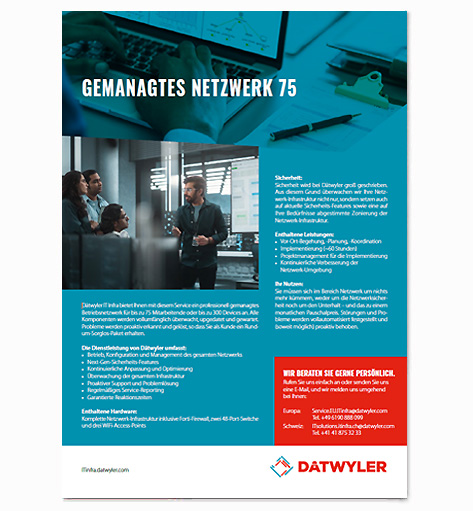 GEMANAGTES NETZWERK 75
Dätwyler IT Infra bietet Ihnen mit diesem Service ein professionell gemanagtes
Betriebsnetzwerk für bis zu 75 Mitarbeitende oder bis zu 300 Devices an. Alle
Komponenten werden vollumfänglich überwacht, upgedatet und gewartet.
Probleme werden proaktiv erkannt und gelöst, so dass Sie als Kunde ein Rund-
um-Sorglos-Paket erhalten.
Die Dienstleistung von Dätwyler umfasst:
• Betrieb, Konfiguration und Management des gesamten Netzwerks
• Next-Gen-Sicherheits-Features
• Kontinuierliche Anpassung und Optimierung
• Überwachung der gesamten Infrastruktur
• Proaktiver Support und Problemlösung
• Regelmäßiges Service-Reporting
• Garantierte Reaktionszeiten
Enthaltene Hardware:
Komplette Netzwerk-Infrastruktur inklusive Forti-Firewall, zwei 48-Port-Switche
und drei WiFi-Access-Points
Sicherheit:
Sicherheit wird bei Dätwyler groß geschrieben.
Aus diesem Grund überwachen wir Ihre Netz-
werk-Infrastruktur nicht nur, sondern setzen auch
auf aktuelle Sicherheits-Features sowie eine auf
Ihre Bedürfnisse abgestimmte Zonierung der
Netzwerk-Infrastruktur.
Enthaltene Leistungen:
• Vor-Ort-Begehung, -Planung, -Koordination
• Implementierung (~60 Stunden)
• Projektmanagement für die Implementierung
• Kontinuierliche Verbesserung der
Netzwerk-Umgebung
Ihr Nutzen:
Sie müssen sich im Bereich Netzwerk um nichts
mehr kümmern, weder um die Netzwerksicher-
heit noch um den Unterhalt – und das zu einem
monatlichen Pauschalpreis. Störungen und Pro-
bleme werden vollautomatisiert festgestellt und
(soweit möglich) proaktiv behoben.
WIR BERATEN SIE GERNE PERSÖNLICH.
Rufen Sie uns einfach an oder senden Sie uns
eine E-Mail, und wir melden uns umgehend
bei Ihnen:
Europa: Service.EU.ITinfra@datwyler.com
Tel. +49 6190 888 099
Schweiz: ITsolutions.itinfra.ch@datwyler.com
Tel. +41 41 875 32 33
ITinfra.datwyler.com
DÄTWYLER